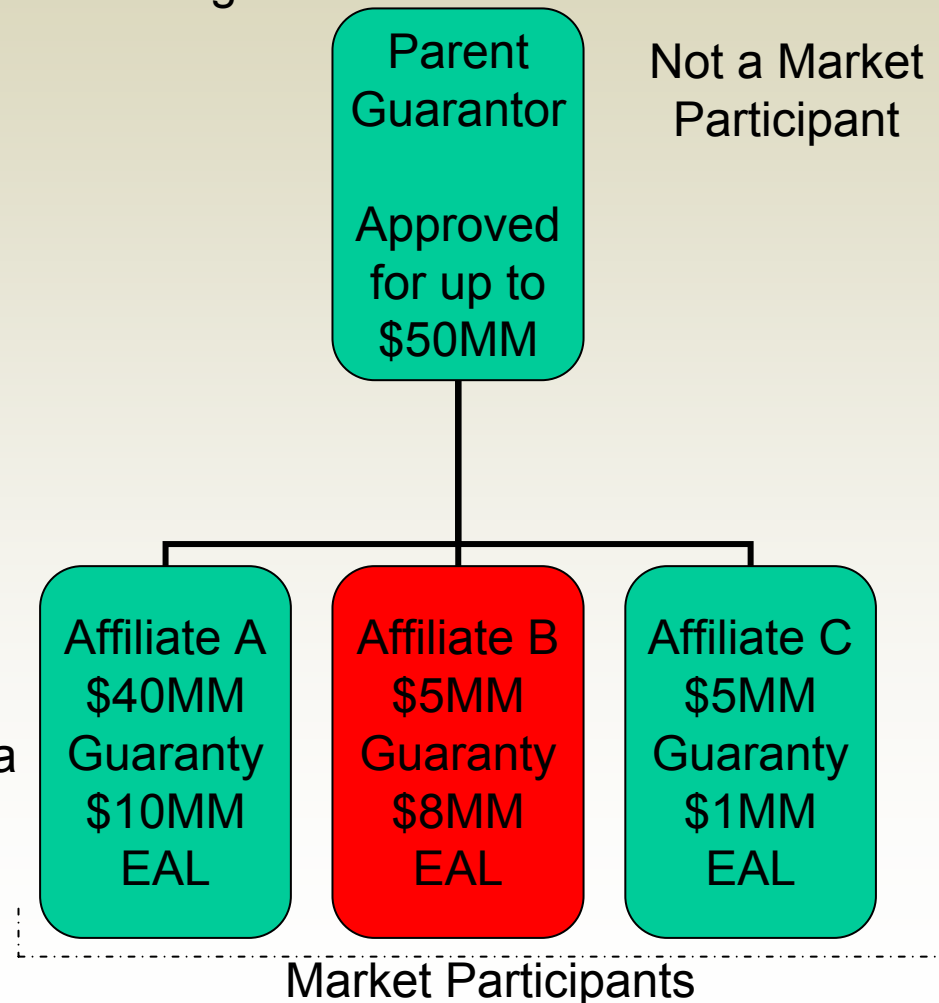 g
Parent
Guarantor
Approved
for up to
$50MM
Not a Market
Participant
Affiliate A
$40MM
Guaranty
$10MM
EAL
a
Affiliate B
$5MM
Guaranty
$8MM
EAL
Affiliate C
$5MM
Guaranty
$1MM
EAL
Market Participants